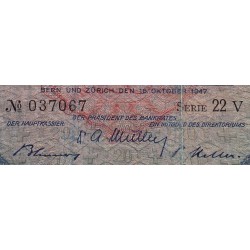 BERN UND ZÜRICH DEN 16. OKTOBER 1947
№ 037067 SERIE 22 V
DER HAUPTKASSIER DER PRÄSIDENT DES BANKRATES EIN MITGLIED DES DIREKTORIUMS